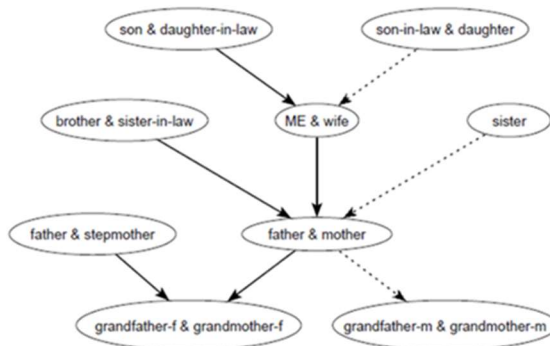 son & daughter-in-law
son-in-law & daughter
brother & sister-in-law
ME & wife
sister
father & stepmother
father & mother
grandfather-f & grandmother-f
grandfather-m & grandmother-m